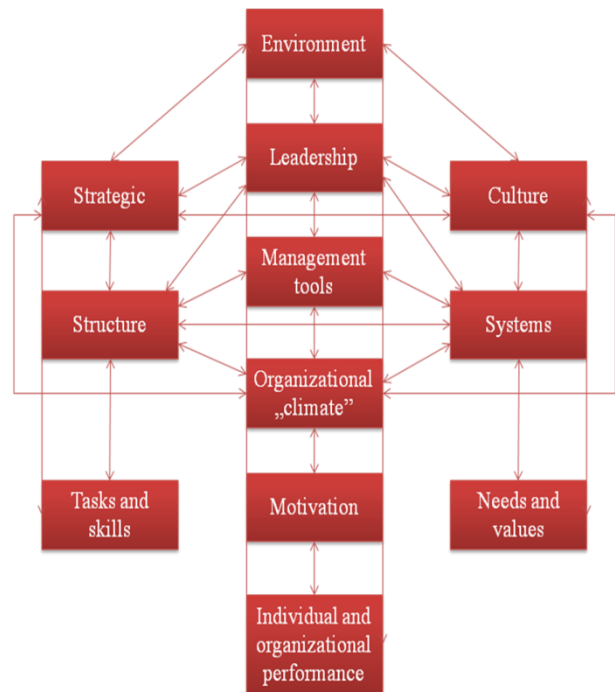 Environment
Leadership
Strategic
Culture
Management
tools
Structure
Systems
Organizational
„climate”
Tasks and
skills
Motivation
Needs and
values
Individual and
organizational
performance